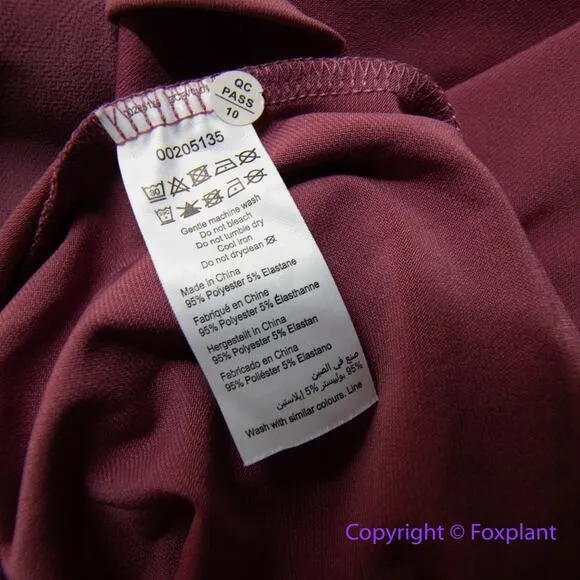 QC
PASS
10
00205135
Gentle machine wash
Do not bleach
Do not tumble dry
Cool iron
Do not dryclean
Made in China
95% Polyester 5% Elastane
Fabriqué en Chine
95% Polyester 5% Élasthanne
Hergestellt in China
95% Polyester 5% Elastan
Fabricado en China
95% Poliéster 5% Elastano
صنع في الصين
95% بوليستر 5% إيلاستين
Wash with similar colours. Line
Copyright © Foxplant